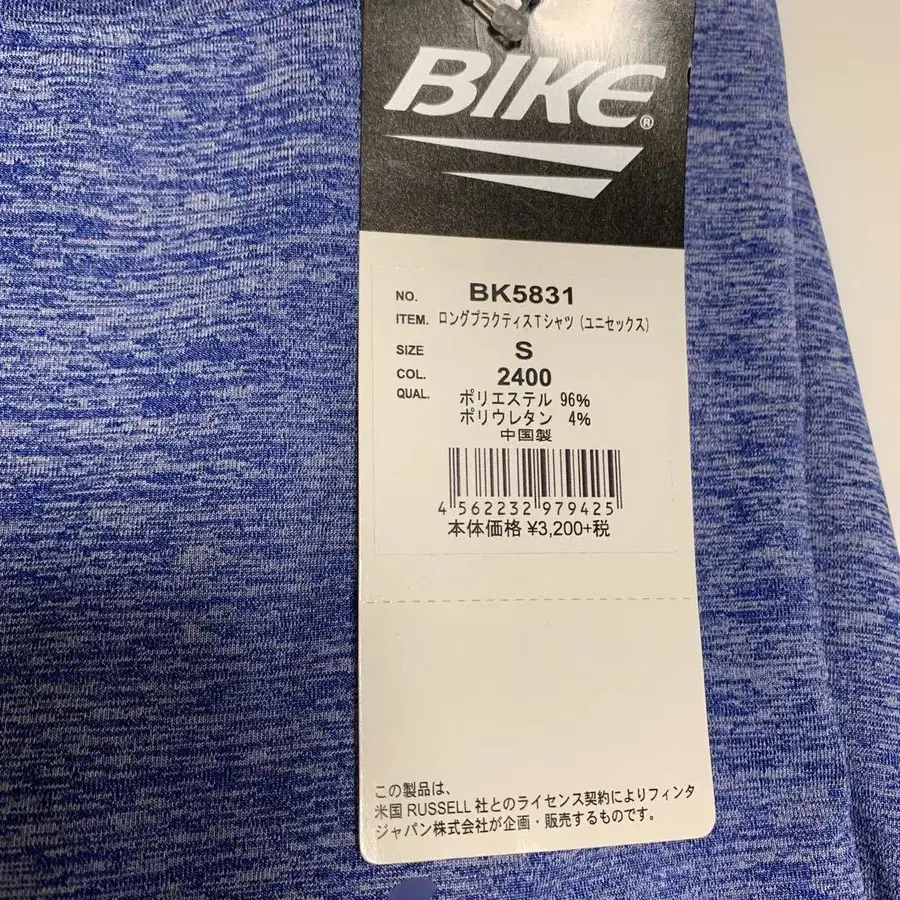 BIKE®
NO. BK5831
ITEM. ロングプラクティスTシャツ (ユニセックス)
SIZE S
COL. 2400
QUAL. ポリエステル 96%
ポリウレタン 4%
中国製
4 562232 979425
本体価格 ¥3,200+税
この製品は、
米国 RUSSELL 社とのライセンス契約によりフィンタ
ジャパン株式会社が企画・販売するものです。